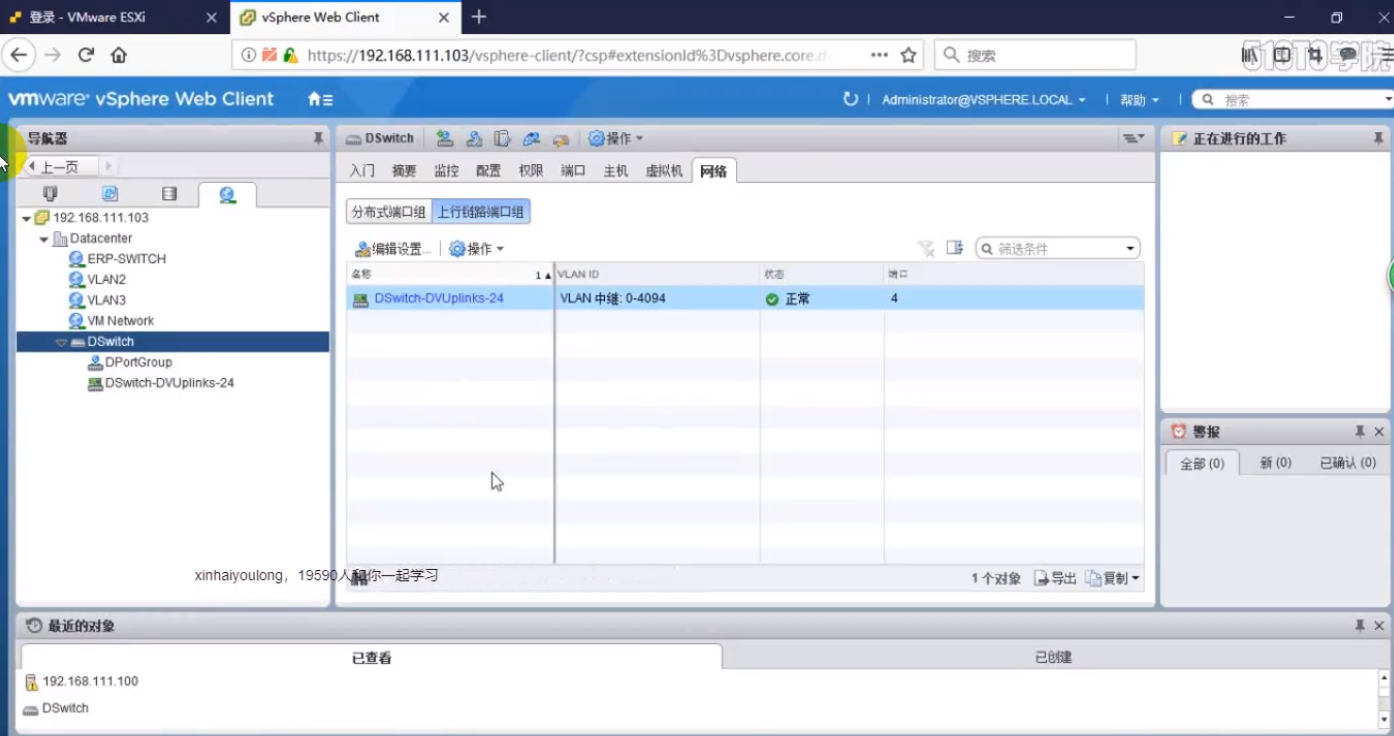 登录 - VMware ESXi
vSphere Web Client
https://192.168.111.103/vsphere-client/?csp#extensionId%3Dvsphere.core.d
搜索
51CTO学院
vmware® vSphere Web Client
Administrator@VSPHERE.LOCAL
帮助
搜索
导航器
上一页
192.168.111.103
Datacenter
ERP-SWITCH
VLAN2
VLAN3
VM Network
DSwitch
DPortGroup
DSwitch-DVUplinks-24
DSwitch
操作
入门 摘要 监控 配置 权限 端口 主机 虚拟机 网络
分布式端口组 上行链路端口组
编辑设置... 操作
筛选条件
名称 1 ▲ VLAN ID 状态 端口
DSwitch-DVUplinks-24 VLAN 中继: 0-4094 正常 4
1 个对象 导出 复制
xinhaiyoulong，19590人和你一起学习
正在进行的工作
警报
全部 (0) 新 (0) 已确认 (0)
最近的对象
已查看 已创建
192.168.111.100
DSwitch